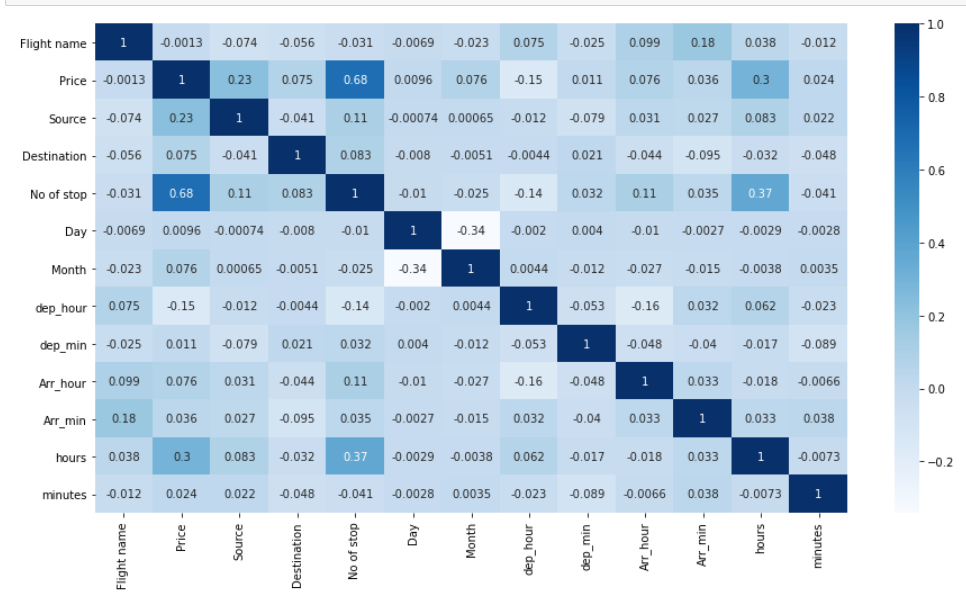 Flight name 1 -0.0013 -0.074 -0.056 -0.031 -0.0069 -0.023 0.075 -0.025 0.099 0.18 0.038 -0.012
Price -0.0013 1 0.23 0.075 0.68 0.0096 0.076 -0.15 0.011 0.076 0.036 0.3 0.024
Source -0.074 0.23 1 -0.041 0.11 -0.00074 0.00065 -0.012 -0.079 0.031 0.027 0.083 0.022
Destination -0.056 0.075 -0.041 1 0.083 -0.008 -0.0051 -0.0044 0.021 -0.044 -0.095 -0.032 -0.048
No of stop -0.031 0.68 0.11 0.083 1 -0.01 -0.025 -0.14 0.032 0.11 0.035 0.37 -0.041
Day -0.0069 0.0096 -0.00074 -0.008 -0.01 1 -0.34 -0.002 0.004 -0.01 -0.0027 -0.0029 -0.0028
Month -0.023 0.076 0.00065 -0.0051 -0.025 -0.34 1 0.0044 -0.012 -0.027 -0.015 -0.0038 0.0035
dep_hour 0.075 -0.15 -0.012 -0.0044 -0.14 -0.002 0.0044 1 -0.053 -0.16 0.032 0.062 -0.023
dep_min -0.025 0.011 -0.079 0.021 0.032 0.004 -0.012 -0.053 1 -0.048 -0.04 -0.017 -0.089
Arr_hour 0.099 0.076 0.031 -0.044 0.11 -0.01 -0.027 -0.16 -0.048 1 0.033 -0.018 -0.0066
Arr_min 0.18 0.036 0.027 -0.095 0.035 -0.0027 -0.015 0.032 -0.04 0.033 1 0.033 0.038
hours 0.038 0.3 0.083 -0.032 0.37 -0.0029 -0.0038 0.062 -0.017 -0.018 0.033 1 -0.0073
minutes -0.012 0.024 0.022 -0.048 -0.041 -0.0028 0.0035 -0.023 -0.089 -0.0066 0.038 -0.0073 1
Flight name Price Source Destination No of stop Day Month dep_hour dep_min Arr_hour Arr_min hours minutes
1.0
0.8
0.6
0.4
0.2
0.0
-0.2